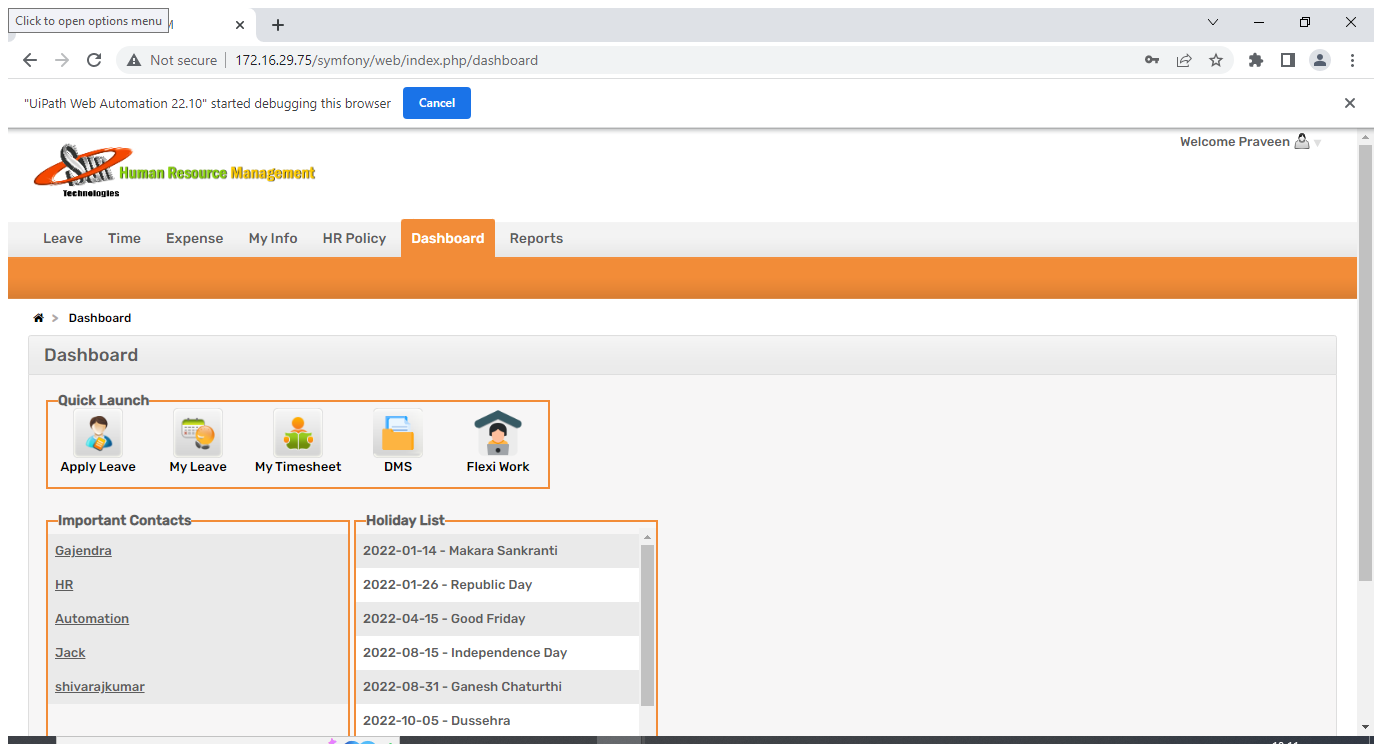 Click to open options menu
Not secure 172.16.29.75/symfony/web/index.php/dashboard
"UiPath Web Automation 22.10" started debugging this browser Cancel
Welcome Praveen
Human Resource Management
Technologies
Leave Time Expense My Info HR Policy Dashboard Reports
> Dashboard
Dashboard
Quick Launch
Apply Leave My Leave My Timesheet DMS Flexi Work
Important Contacts
Gajendra
HR
Automation
Jack
shivarajkumar
Holiday List
2022-01-14 - Makara Sankranti
2022-01-26 - Republic Day
2022-04-15 - Good Friday
2022-08-15 - Independence Day
2022-08-31 - Ganesh Chaturthi
2022-10-05 - Dussehra